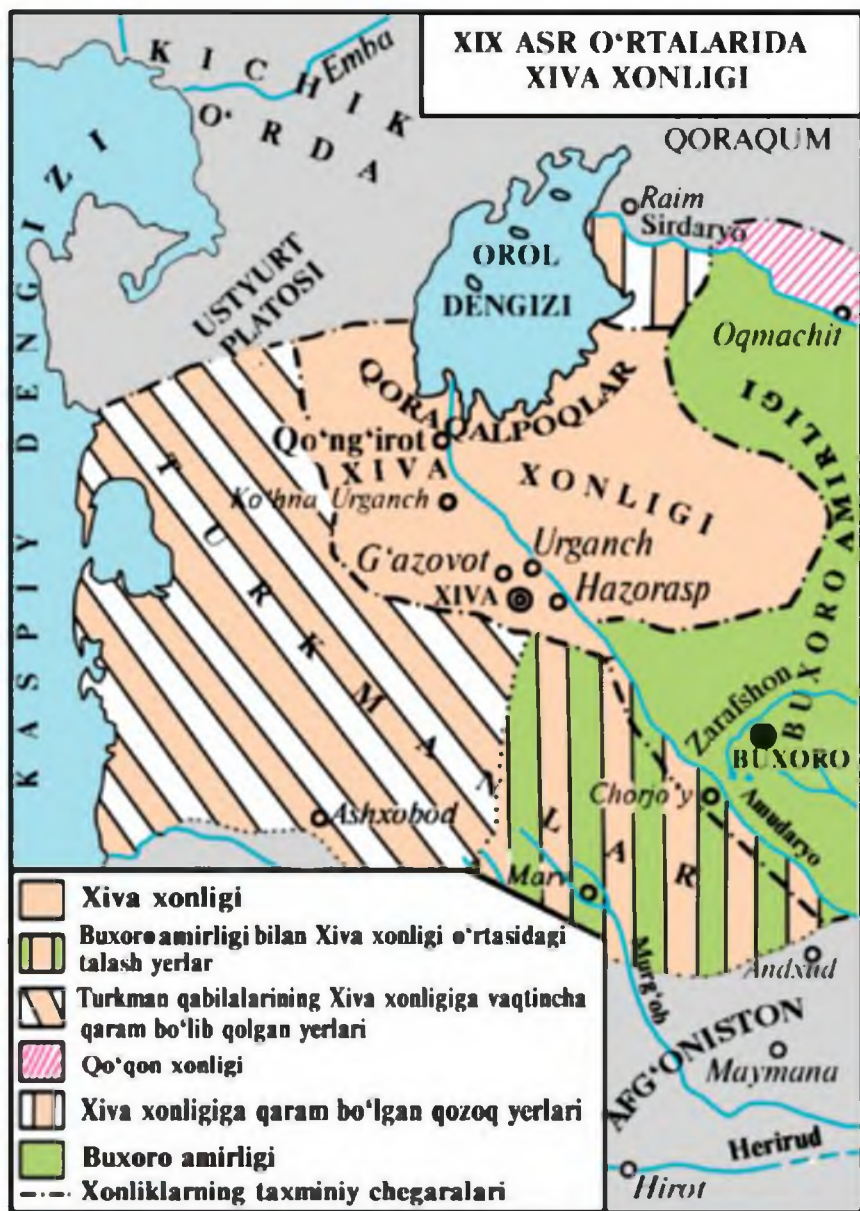 XIX ASR O‘RTALARIDA
XIVA XONLIGI
KICHIK
O‘RDA
Emba
QORAQUM
Raim
Sirdaryo
OROL
DENGIZI
USTYURT
PLATOSI
KASPIY DENGIZI
Oqmachit
QORAQALPOQLAR
Qo‘ng‘irot
XIVA
XONLIGI
Ko‘hna Urganch
Urganch
G‘azovot
XIVA
Hazorasp
BUXORO AMIRLIGI
TURKMANLAR
Zarafshon
BUXORO
Chorjo‘y
Amudaryo
Ashxobod
Marv
Murg‘ob
Andxud
AFG‘ONISTON
Maymana
Herirud
Hirot
Xiva xonligi
Buxoro amirligi bilan Xiva xonligi o‘rtasidagi
talash yerlar
Turkman qabilalarining Xiva xonligiga vaqtincha
qaram bo‘lib qolgan yerlari
Qo‘qon xonligi
Xiva xonligiga qaram bo‘lgan qozoq yerlari
Buxoro amirligi
Xonliklarning taxminiy chegaralari